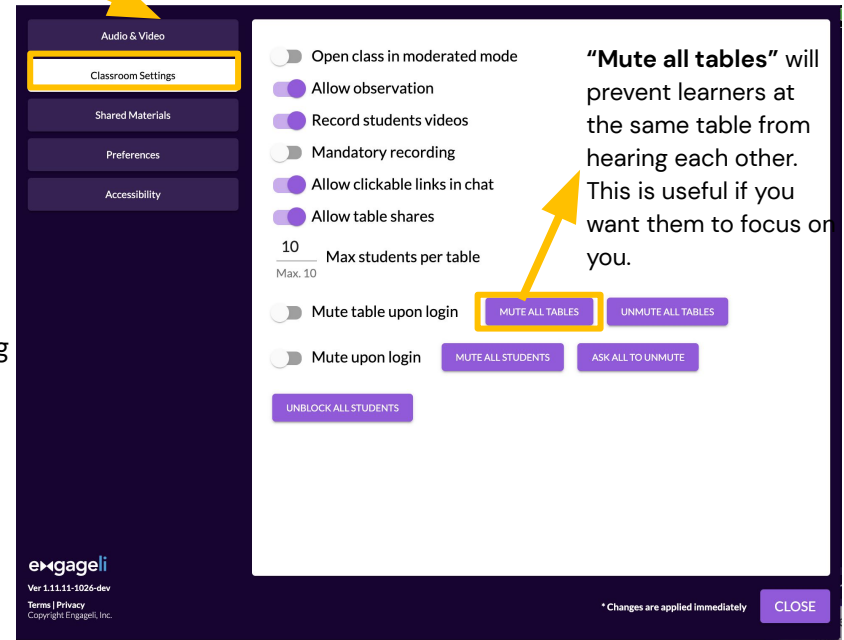 Audio & Video
Classroom Settings
Shared Materials
Preferences
Accessibility
Open class in moderated mode
Allow observation
Record students videos
Mandatory recording
Allow clickable links in chat
Allow table shares
10
Max students per table
Max. 10
Mute table upon login
MUTE ALL TABLES
UNMUTE ALL TABLES
Mute upon login
MUTE ALL STUDENTS
ASK ALL TO UNMUTE
UNBLOCK ALL STUDENTS
“Mute all tables” will
prevent learners at
the same table from
hearing each other.
This is useful if you
want them to focus on
you.
g
engageli
Ver 1.11.11-1026-dev
Terms | Privacy
Copyright Engageli, Inc.
* Changes are applied immediately
CLOSE